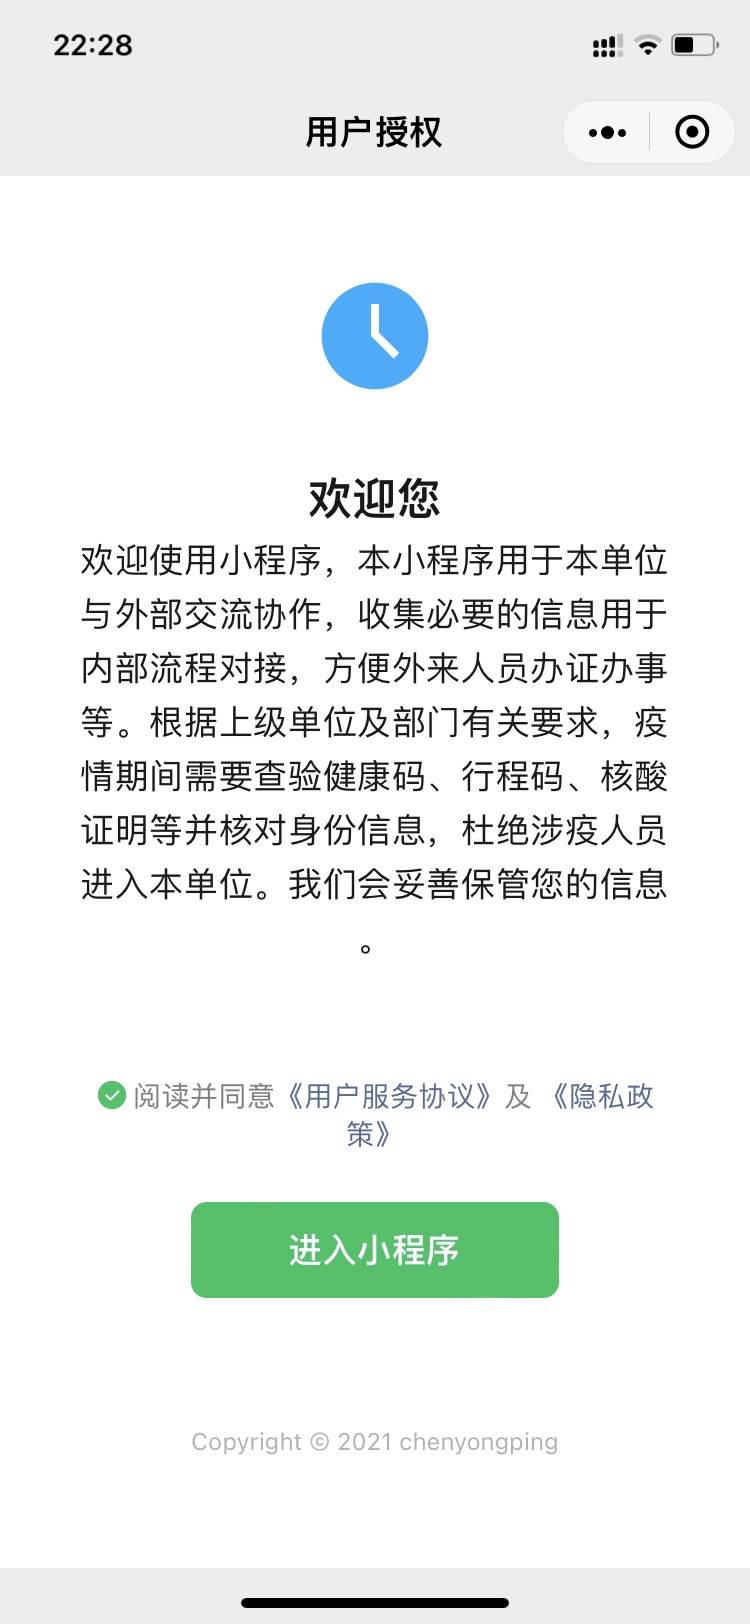 22:28
用户授权
欢迎您
欢迎使用小程序，本小程序用于本单位
与外部交流协作，收集必要的信息用于
内部流程对接，方便外来人员办证办事
等。根据上级单位及部门有关要求，疫
情期间需要查验健康码、行程码、核酸
证明等并核对身份信息，杜绝涉疫人员
进入本单位。我们会妥善保管您的信息
。
阅读并同意《用户服务协议》及 《隐私政
策》
进入小程序
Copyright © 2021 chenyongping